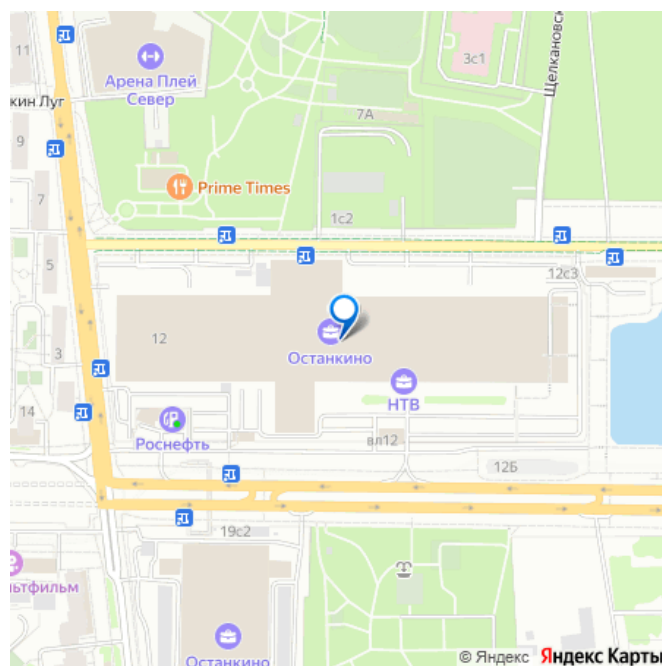 11
Арена Плей
Север
3с1
Щелкановск
кин Луг
7А
9
Prime Times
7
1с2
5
12с3
12
3
Останкино
НТВ
14
Роснефть
вл12
12Б
19с2
льтфильм
Останкино
© Яндекс Яндекс Карты